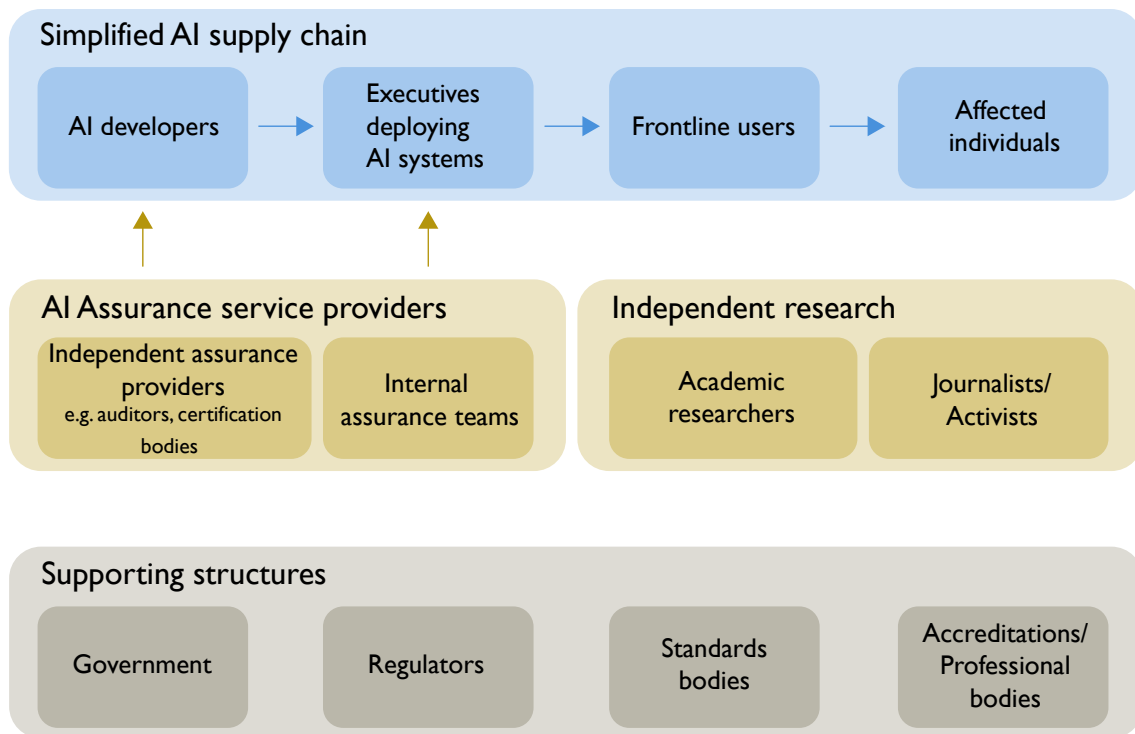 Simplified AI supply chain
AI developers
Executives
deploying
AI systems
Frontline users
Affected
individuals
AI Assurance service providers
Independent assurance
providers
e.g. auditors, certification
bodies
Internal
assurance teams
Independent research
Academic
researchers
Journalists/
Activists
Supporting structures
Government
Regulators
Standards
bodies
Accreditations/
Professional
bodies